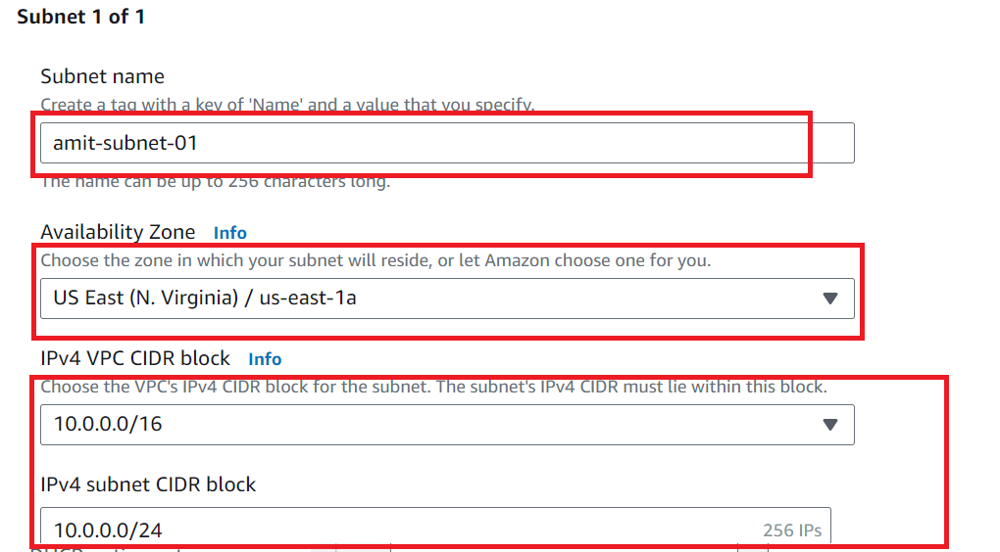 Subnet 1 of 1
Subnet name
Create a tag with a key of 'Name' and a value that you specify.
amit-subnet-01
The name can be up to 256 characters long.
Availability Zone Info
Choose the zone in which your subnet will reside, or let Amazon choose one for you.
US East (N. Virginia) / us-east-1a
IPv4 VPC CIDR block Info
Choose the VPC's IPv4 CIDR block for the subnet. The subnet's IPv4 CIDR must lie within this block.
10.0.0.0/16
IPv4 subnet CIDR block
10.0.0.0/24 256 IPs